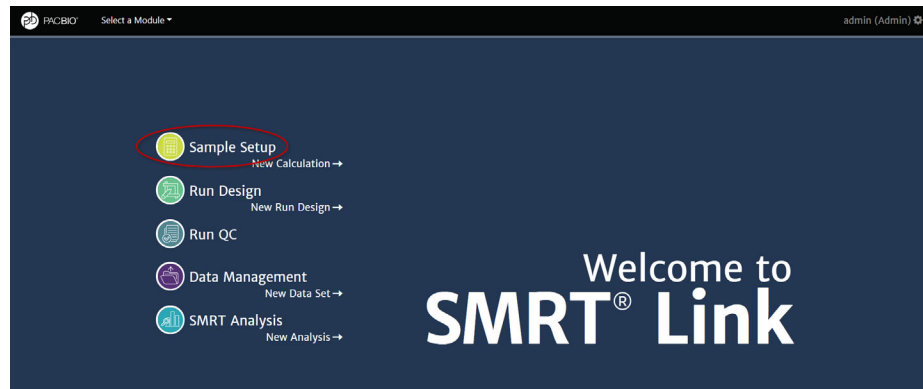 PACBIO® Select a Module admin (Admin)
Sample Setup
New Calculation →
Run Design
New Run Design →
Run QC
Data Management
New Data Set →
SMRT Analysis
New Analysis →
Welcome to
SMRT® Link